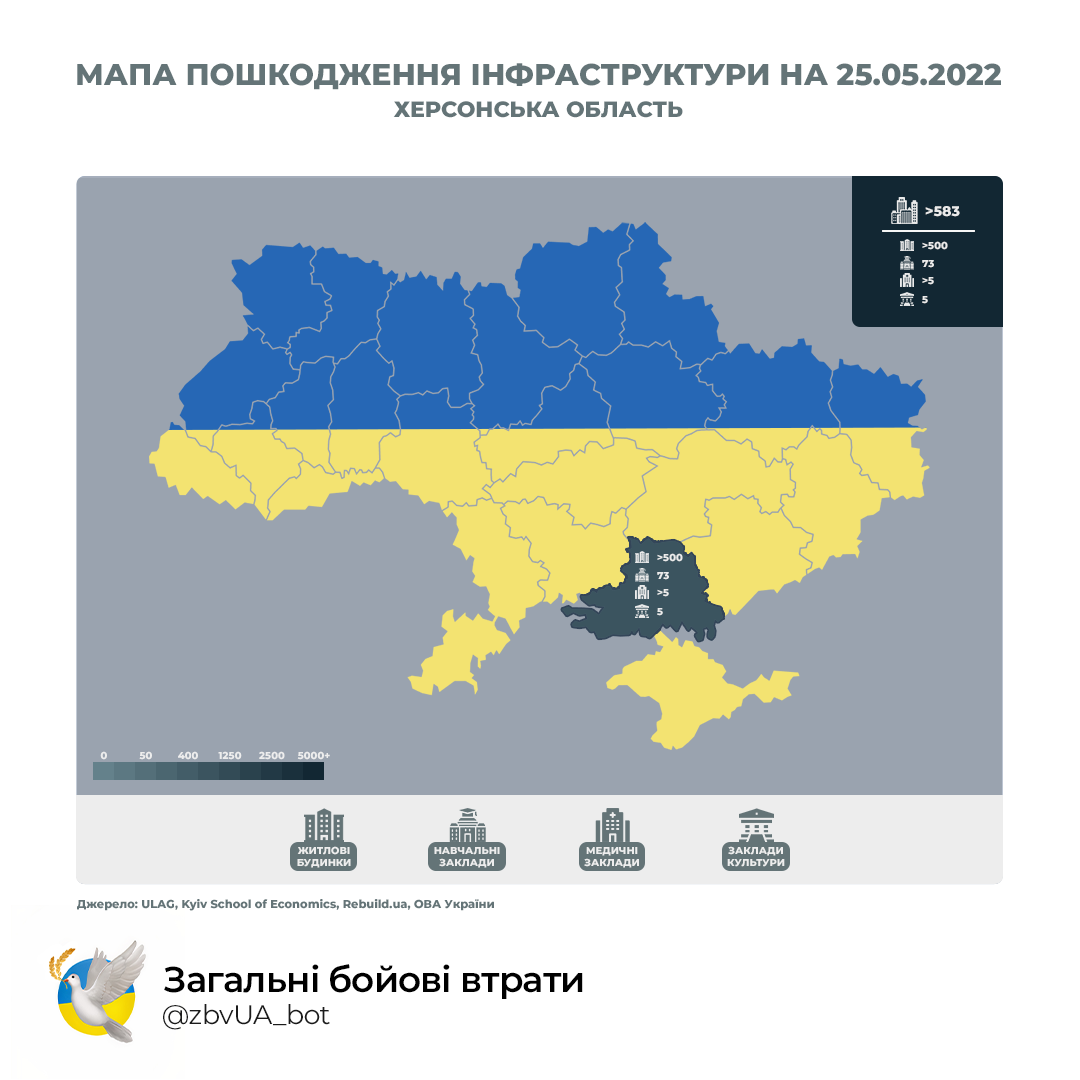 МАПА ПОШКОДЖЕННЯ ІНФРАСТРУКТУРИ НА 25.05.2022
ХЕРСОНСЬКА ОБЛАСТЬ
>583
>500
73
>5
5
>500
73
>5
5
0 50 400 1250 2500 5000+
ЖИТЛОВІ
БУДИНКИ
НАВЧАЛЬНІ
ЗАКЛАДИ
МЕДИЧНІ
ЗАКЛАДИ
ЗАКЛАДИ
КУЛЬТУРИ
Джерело: ULAG, Kyiv School of Economics, Rebuild.ua, ОВА України
Загальні бойові втрати
@zbvUA_bot